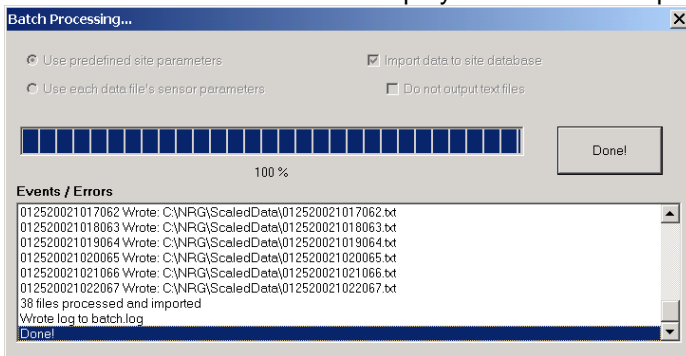 Batch Processing...
Use predefined site parameters
Import data to site database
Use each data file's sensor parameters
Do not output text files
Done!
100 %
Events / Errors
012520021017062 Wrote: C:\NRG\ScaledData\012520021017062.txt
012520021018063 Wrote: C:\NRG\ScaledData\012520021018063.txt
012520021019064 Wrote: C:\NRG\ScaledData\012520021019064.txt
012520021020065 Wrote: C:\NRG\ScaledData\012520021020065.txt
012520021021066 Wrote: C:\NRG\ScaledData\012520021021066.txt
012520021022067 Wrote: C:\NRG\ScaledData\012520021022067.txt
38 files processed and imported
Wrote log to batch.log
Done!